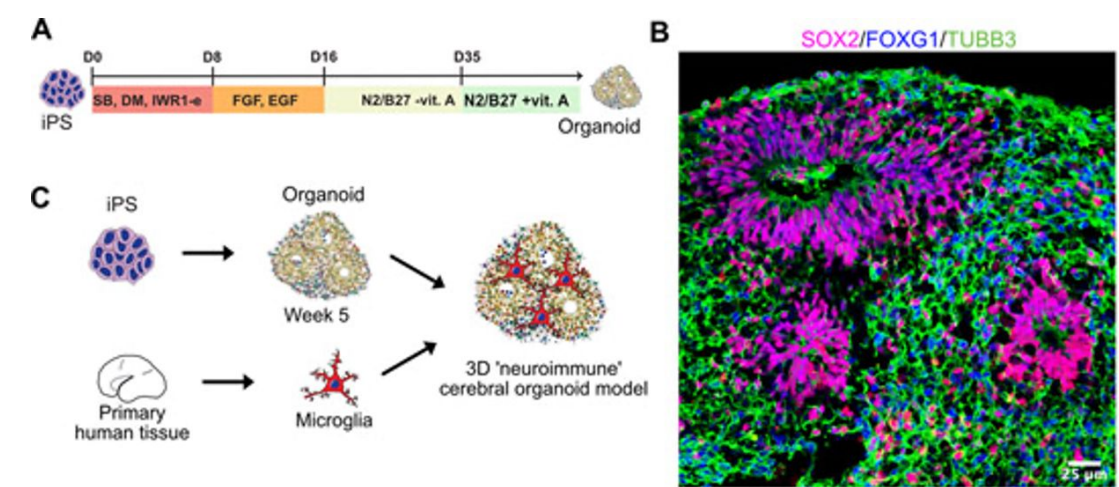 A
D0 D8 D16 D35
SB, DM, IWR1-e FGF, EGF N2/B27 -vit. A N2/B27 +vit. A
iPS
Organoid
B
SOX2/FOXG1/TUBB3
25 μm
C
iPS
Organoid
Week 5
Primary
human tissue
Microglia
3D 'neuroimmune'
cerebral organoid model